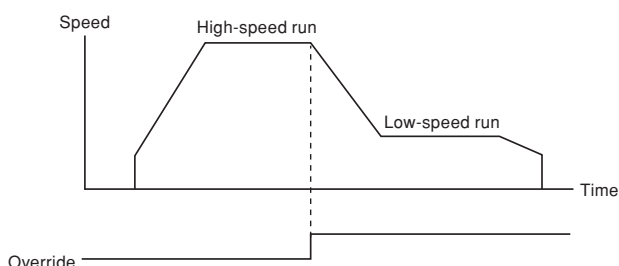 Speed
High-speed run
Low-speed run
Time
Override